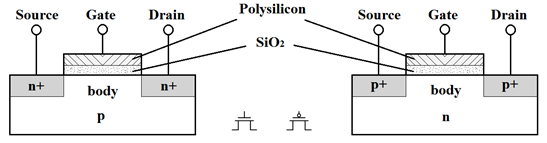 Source Gate Drain Polysilicon Source Gate Drain
SiO₂
n+ body n+ p+ body p+
p n